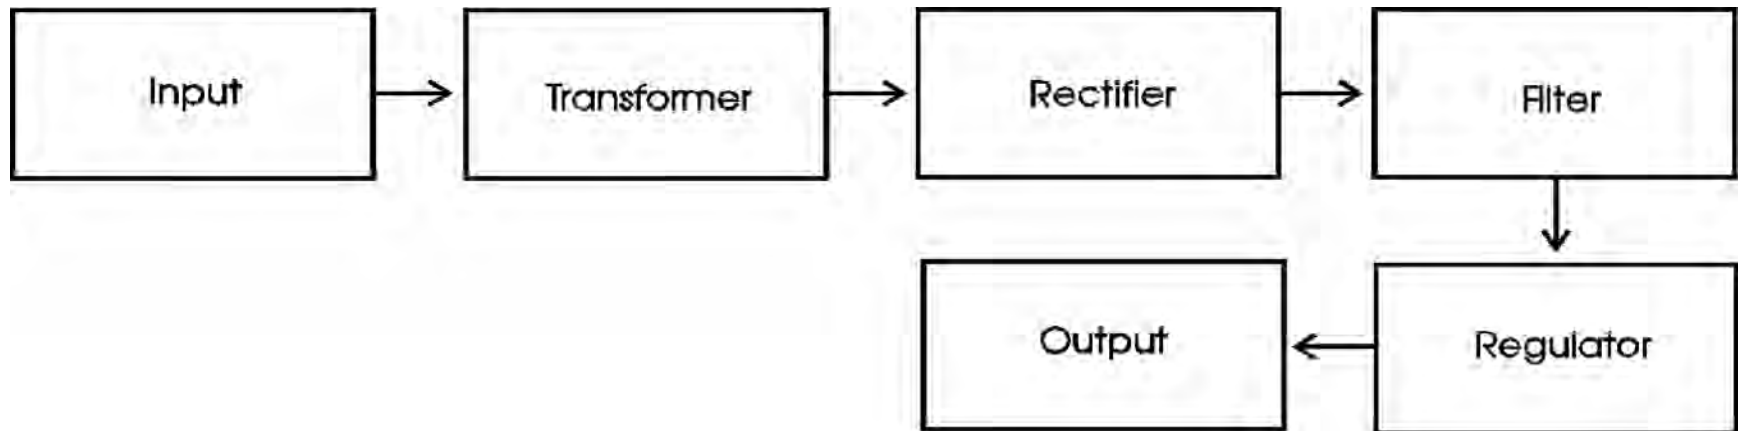 Input
Transformer
Rectifier
Filter
Regulator
Output